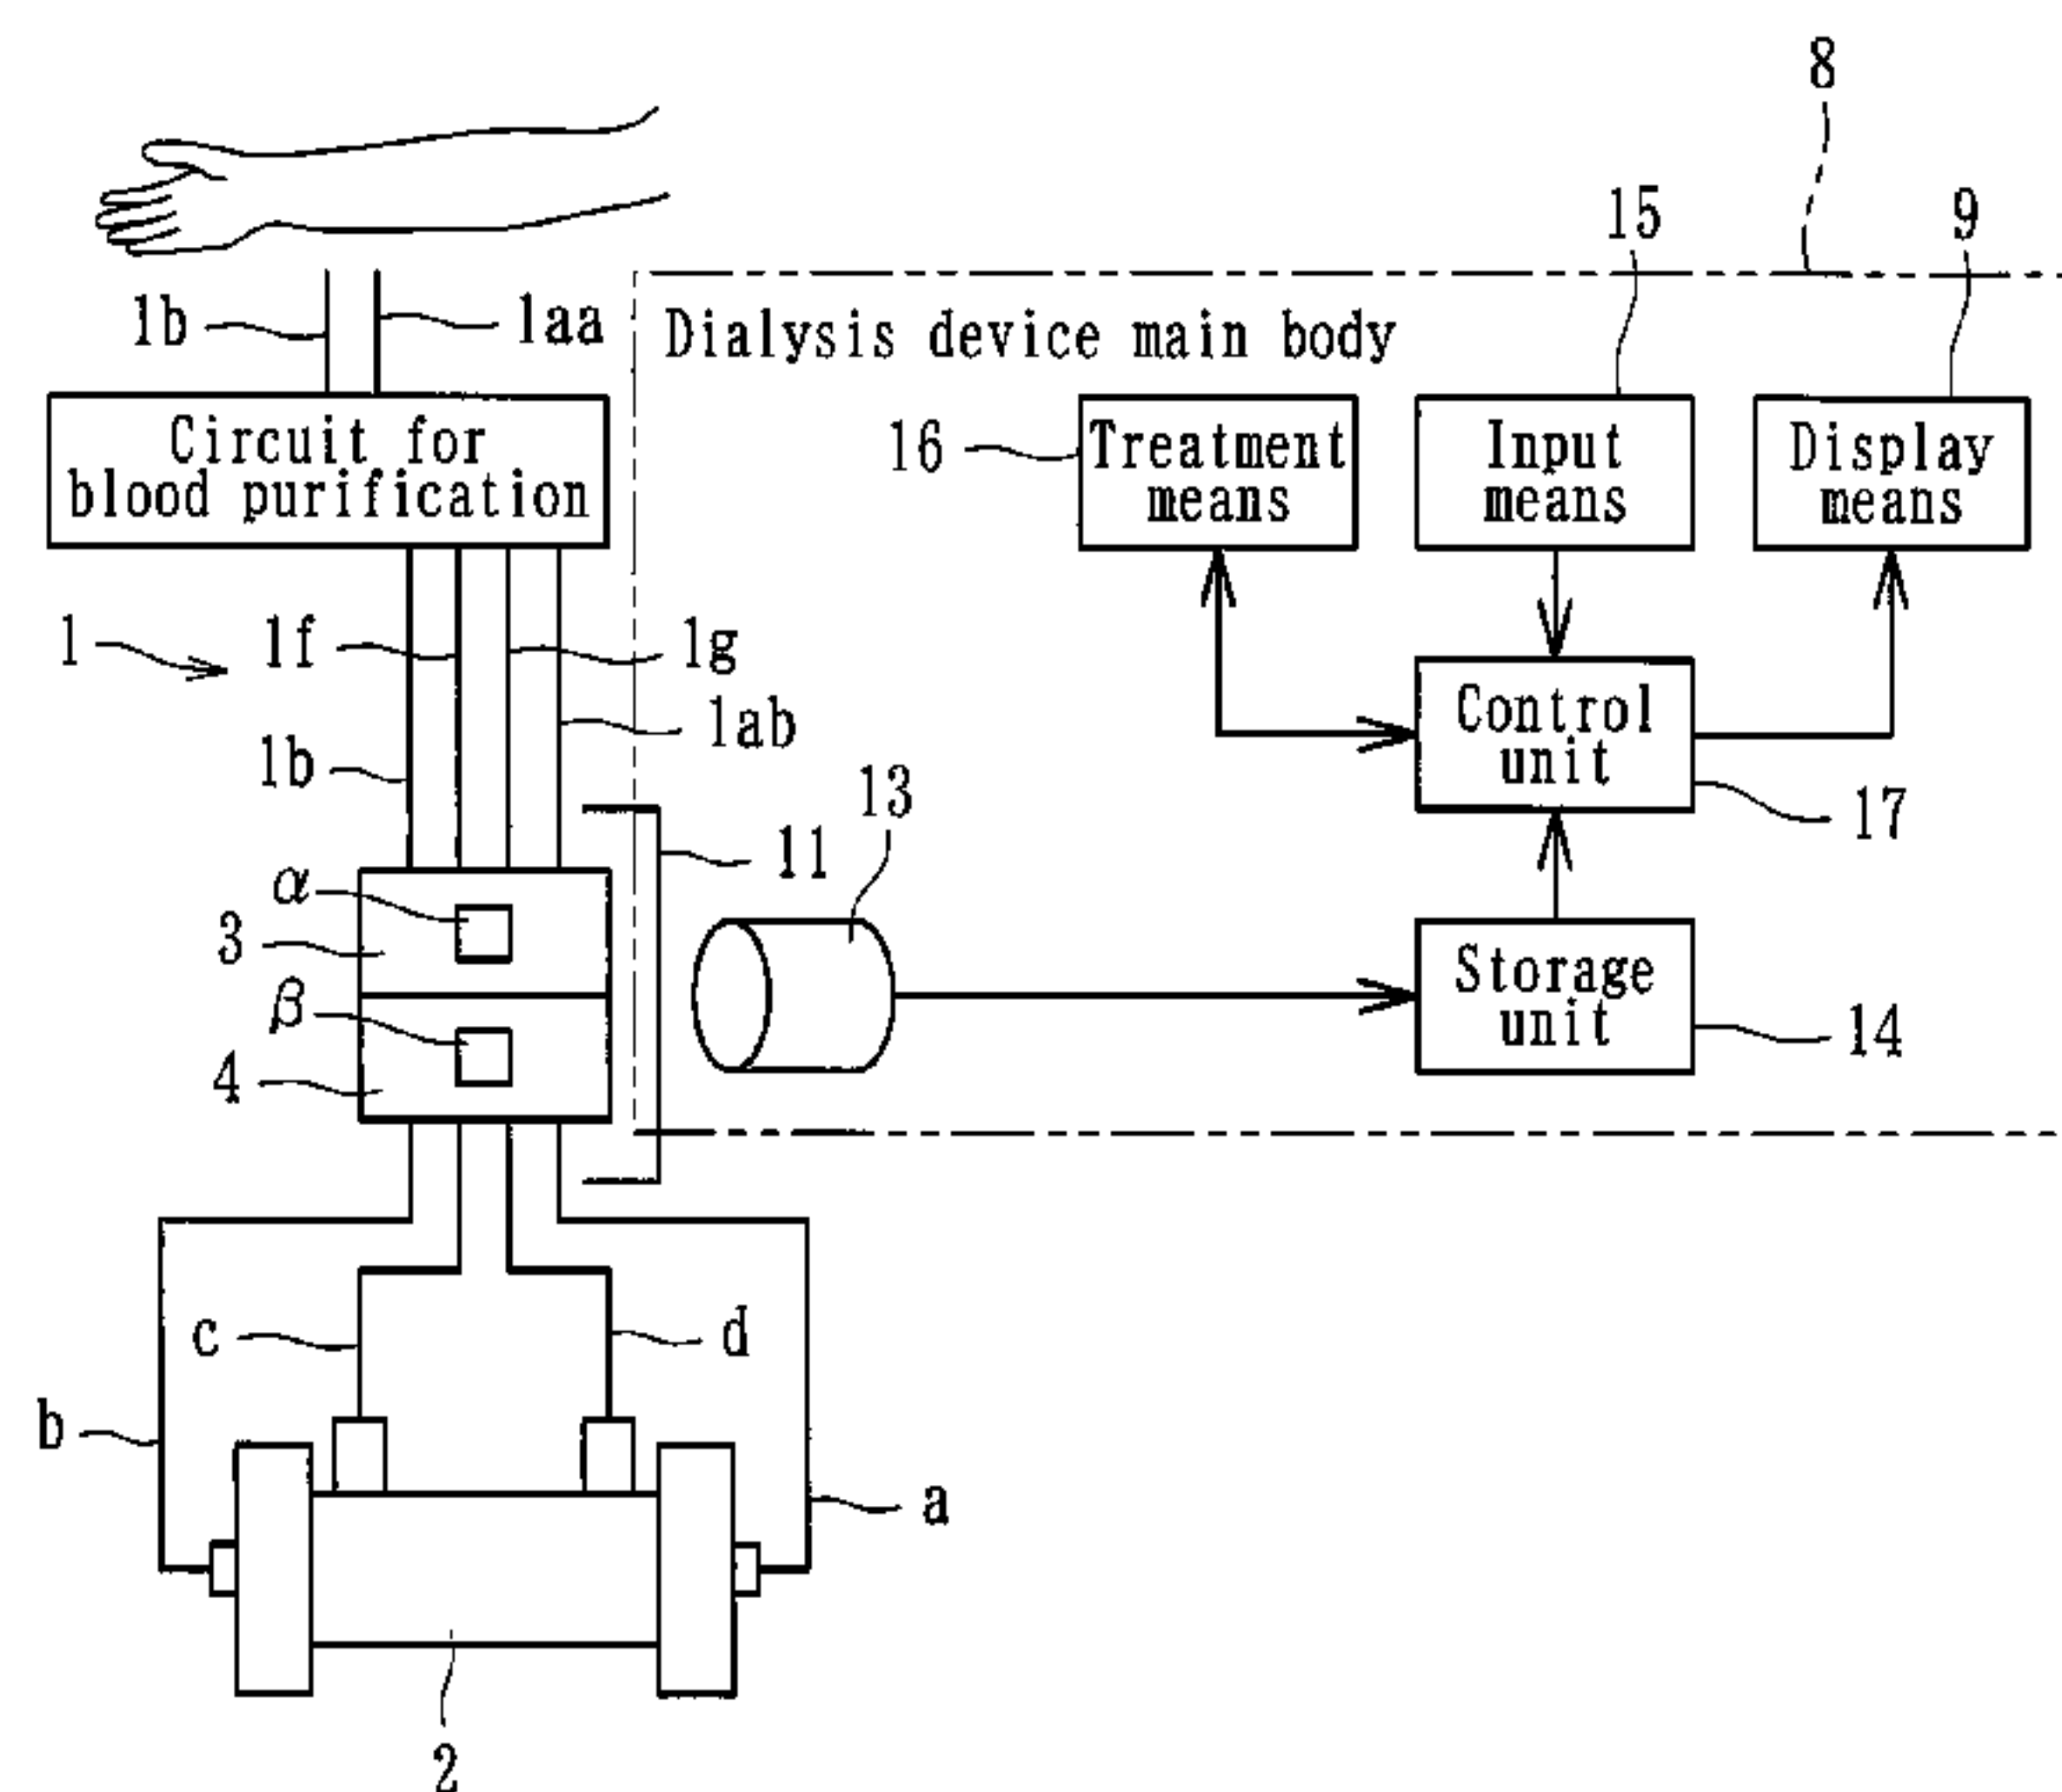 8
15
9
1b
1aa
Dialysis device main body
Circuit for
blood purification
16
Treatment
means
Input
means
Display
means
1
1f
1g
1ab
1b
Control
unit
17
13
11
α
3
β
4
Storage
unit
14
c
d
b
a
2